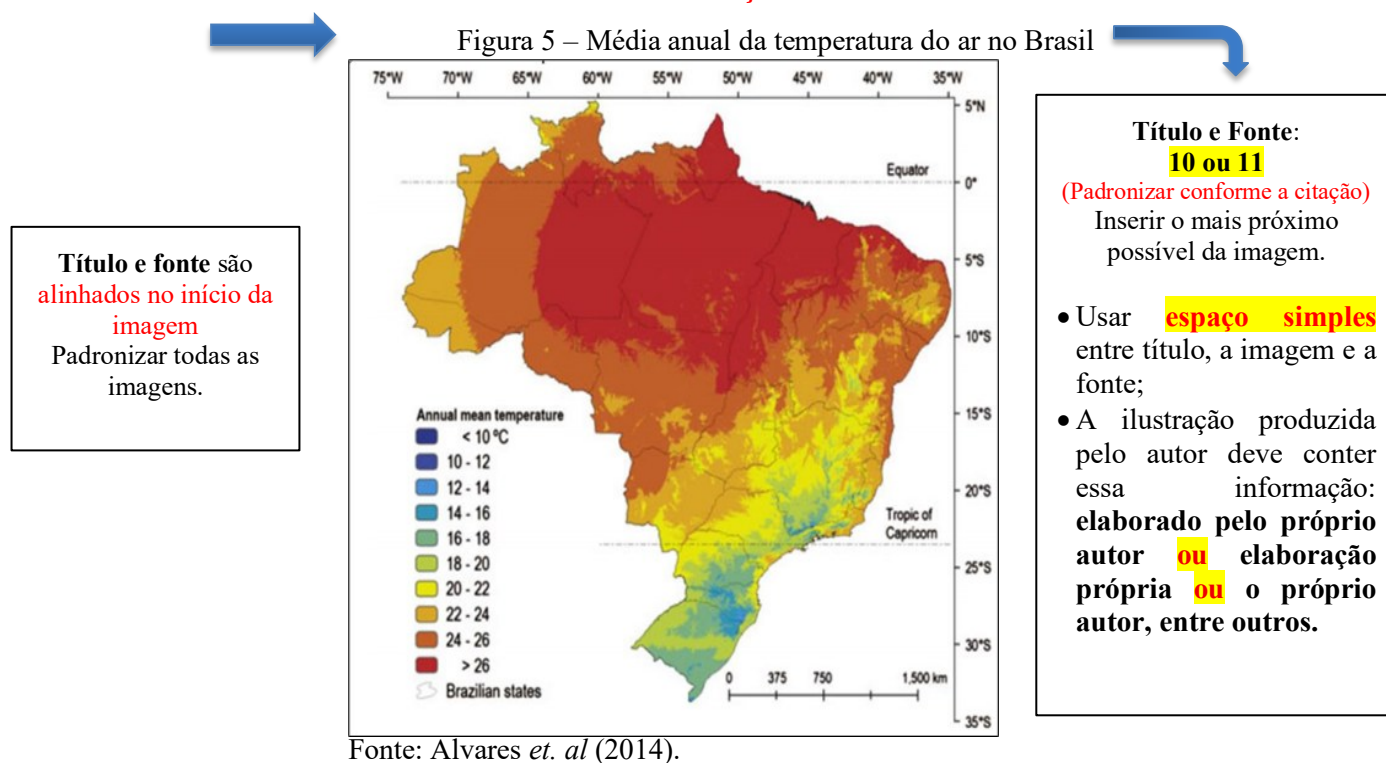 Figura 5 – Média anual da temperatura do ar no Brasil
75°W 70°W 65°W 60°W 55°W 50°W 45°W 40°W 35°W
5°N
Equator
0°
5°S
10°S
15°S
20°S
Tropic of
Capricorn
25°S
30°S
35°S
Annual mean temperature
< 10 ºC
10 - 12
12 - 14
14 - 16
16 - 18
18 - 20
20 - 22
22 - 24
24 - 26
> 26
Brazilian states
0 375 750 1,500 km
Fonte: Alvares et. al (2014).
Título e fonte são
alinhados no início da
imagem
Padronizar todas as
imagens.
Título e Fonte:
10 ou 11
(Padronizar conforme a citação)
Inserir o mais próximo
possível da imagem.
• Usar espaço simples
entre título, a imagem e a
fonte;
• A ilustração produzida
pelo autor deve conter
essa informação:
elaborado pelo próprio
autor ou elaboração
própria ou o próprio
autor, entre outros.